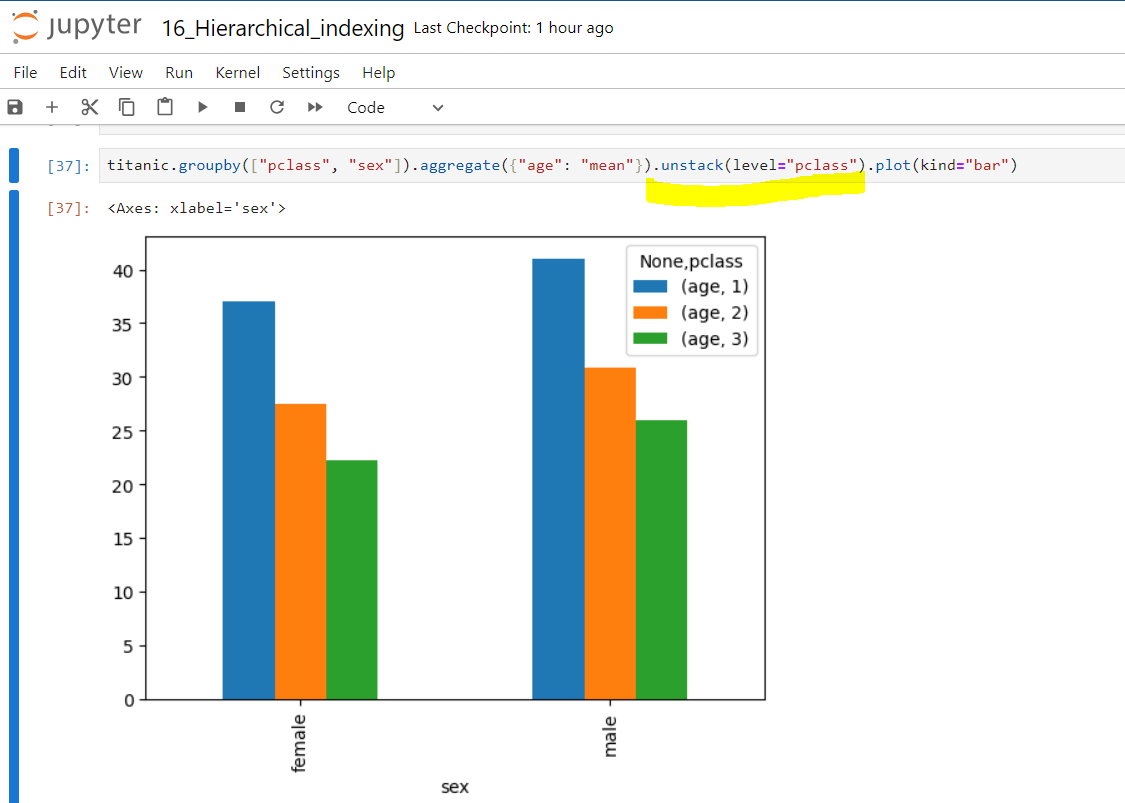 jupyter 16_Hierarchical_indexing Last Checkpoint: 1 hour ago
File Edit View Run Kernel Settings Help
Code
[37]: titanic.groupby(["pclass", "sex"]).aggregate({"age": "mean"}).unstack(level="pclass").plot(kind="bar")
[37]: <Axes: xlabel='sex'>
None,pclass
(age, 1)
(age, 2)
(age, 3)
40
35
30
25
20
15
10
5
0
female
male
sex